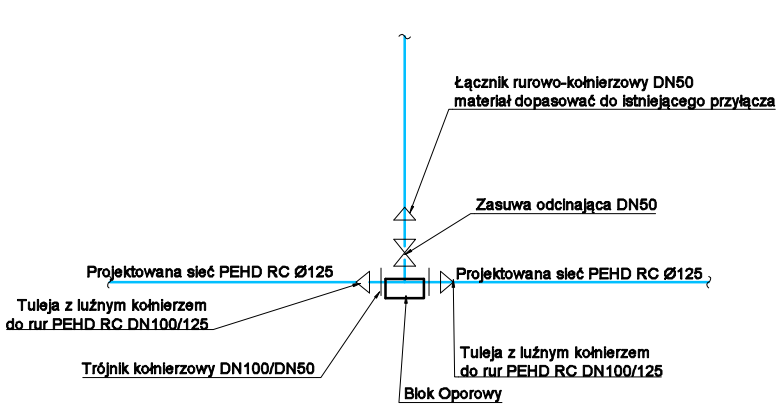 Łącznik rurowo-kołnierzowy DN50
materiał dopasować do istniejącego przyłącza
Zasuwa odcinająca DN50
Projektowana sieć PEHD RC Ø125
Projektowana sieć PEHD RC Ø125
Tuleja z luźnym kołnierzem
do rur PEHD RC DN100/125
Trójnik kołnierzowy DN100/DN50
Tuleja z luźnym kołnierzem
do rur PEHD RC DN100/125
Blok Oporowy